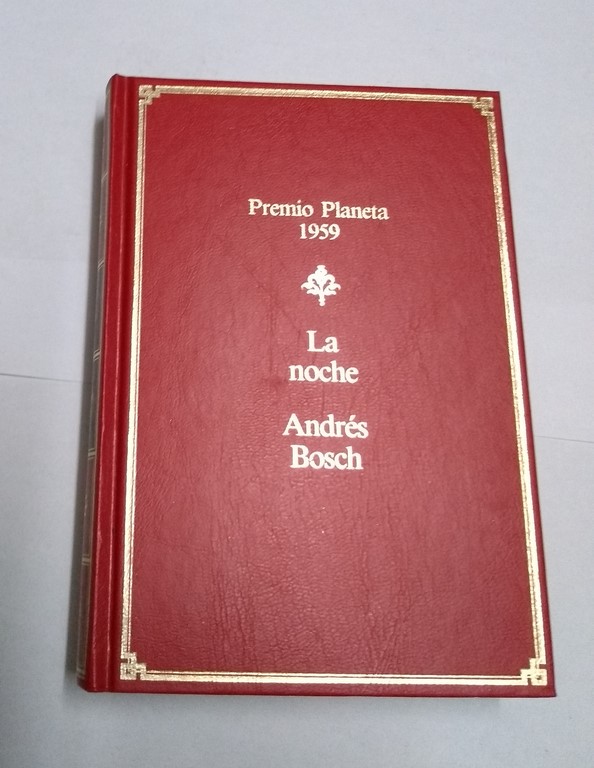 Premio Planeta
1959
La
noche
Andrés
Bosch